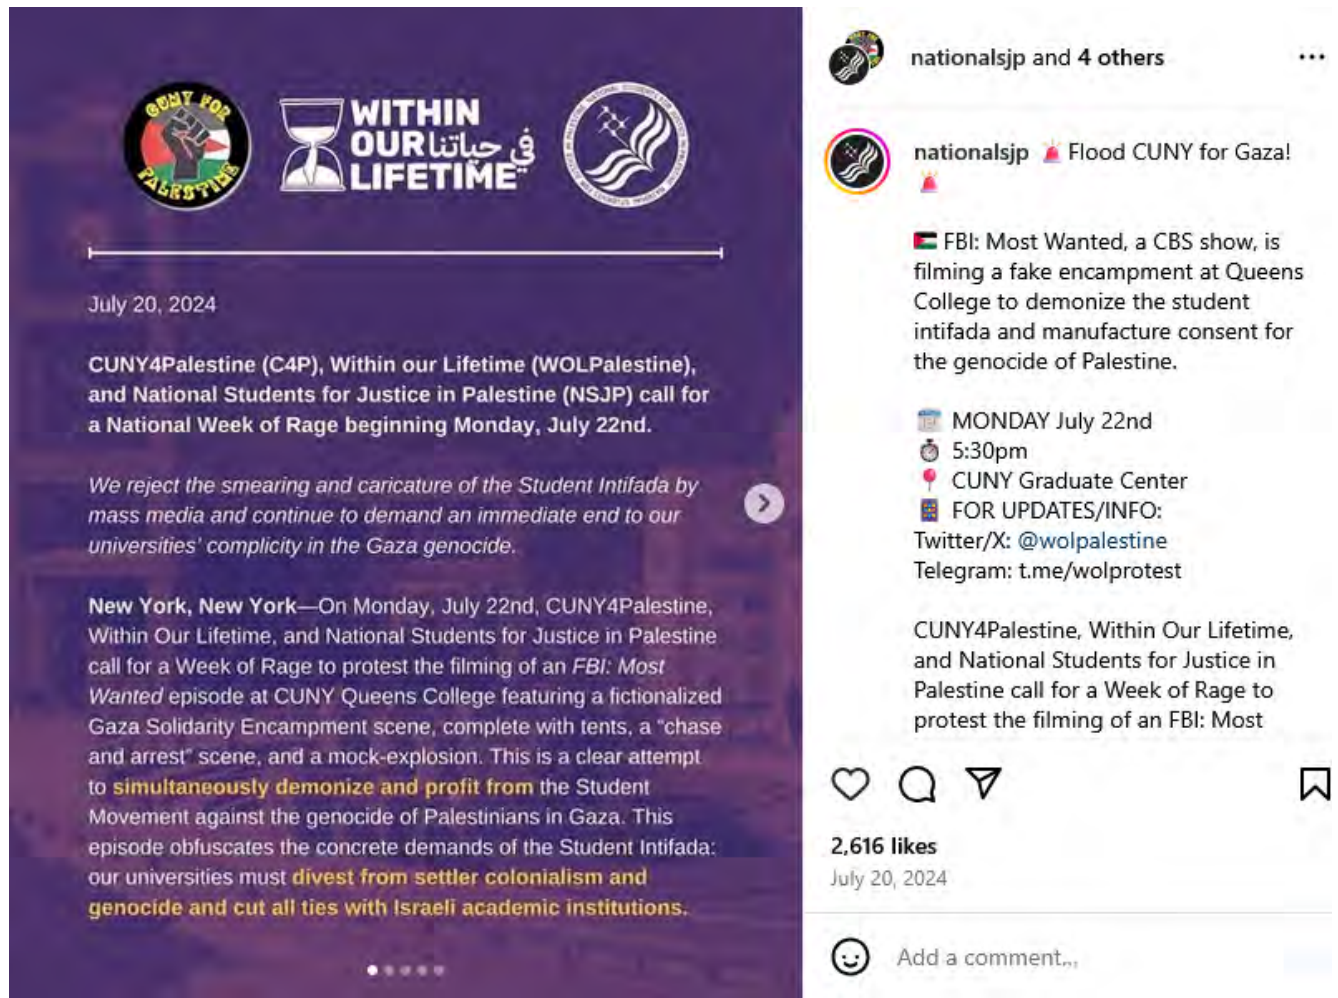 CUNY FOR
PALESTINE
WITHIN
OUR في حياتنا
LIFETIME
July 20, 2024
CUNY4Palestine (C4P), Within our Lifetime (WOLPalestine),
and National Students for Justice in Palestine (NSJP) call for
a National Week of Rage beginning Monday, July 22nd.
We reject the smearing and caricature of the Student Intifada by
mass media and continue to demand an immediate end to our
universities' complicity in the Gaza genocide.
New York, New York—On Monday, July 22nd, CUNY4Palestine,
Within Our Lifetime, and National Students for Justice in Palestine
call for a Week of Rage to protest the filming of an FBI: Most
Wanted episode at CUNY Queens College featuring a fictionalized
Gaza Solidarity Encampment scene, complete with tents, a “chase
and arrest” scene, and a mock-explosion. This is a clear attempt
to simultaneously demonize and profit from the Student
Movement against the genocide of Palestinians in Gaza. This
episode obfuscates the concrete demands of the Student Intifada:
our universities must divest from settler colonialism and
genocide and cut all ties with Israeli academic institutions.
nationalsjp and 4 others
nationalsjp 🚨 Flood CUNY for Gaza!
🚨
🇵🇸 FBI: Most Wanted, a CBS show, is
filming a fake encampment at Queens
College to demonize the student
intifada and manufacture consent for
the genocide of Palestine.
MONDAY July 22nd
5:30pm
CUNY Graduate Center
FOR UPDATES/INFO:
Twitter/X: @wolpalestine
Telegram: t.me/wolprotest
CUNY4Palestine, Within Our Lifetime,
and National Students for Justice in
Palestine call for a Week of Rage to
protest the filming of an FBI: Most
2,616 likes
July 20, 2024
Add a comment...